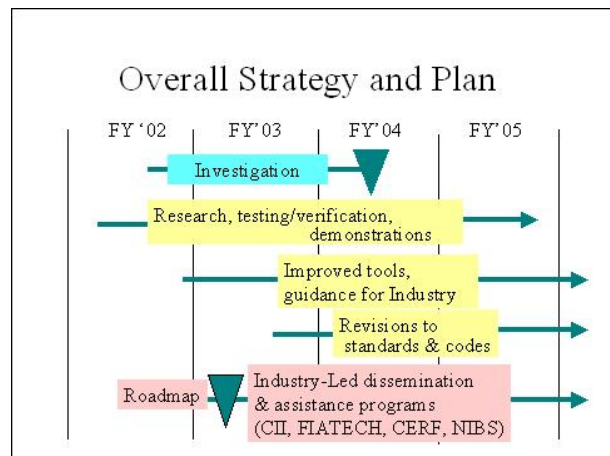 Overall Strategy and Plan
FY ‘02 FY’03 FY’04 FY’05
Investigation
Research, testing/verification,
demonstrations
Improved tools,
guidance for Industry
Revisions to
standards & codes
Roadmap
Industry-Led dissemination
& assistance programs
(CII, FIATECH, CERF, NIBS)